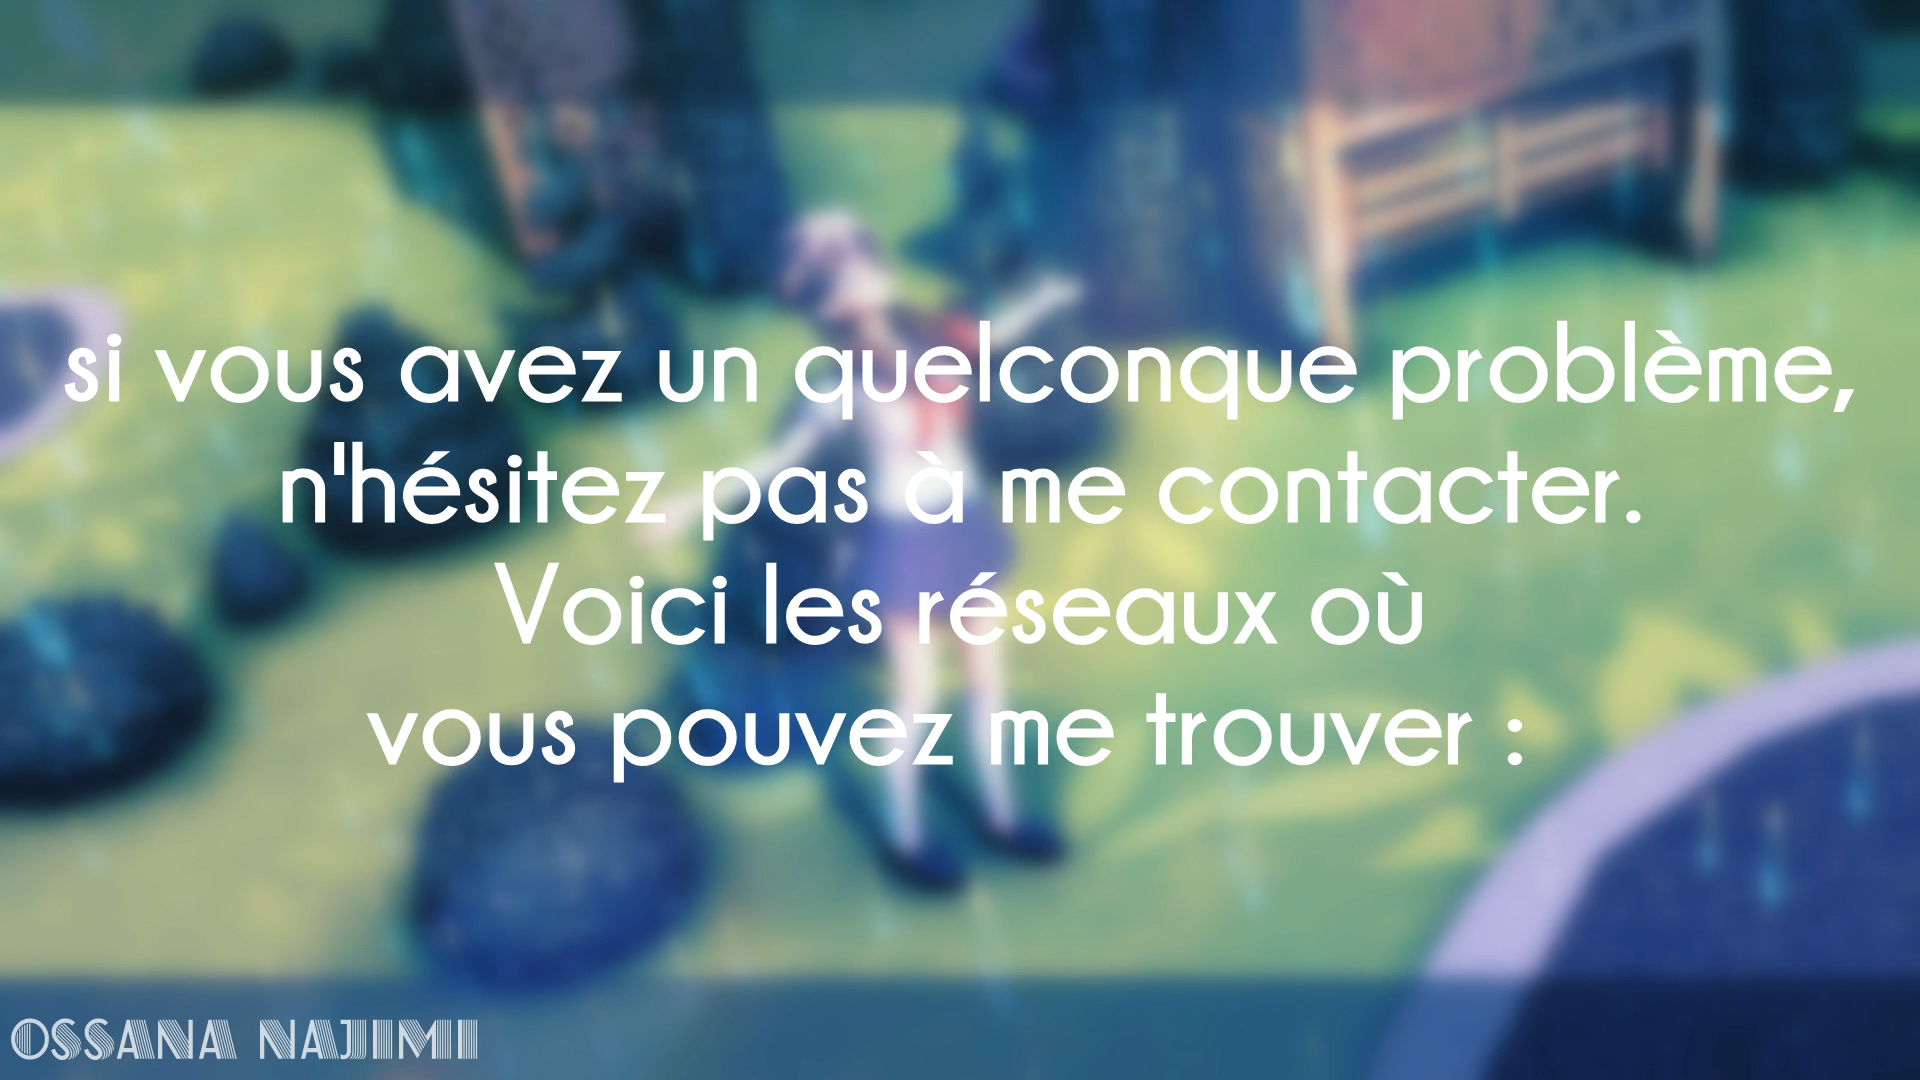 si vous avez un quelconque problème,
n'hésitez pas à me contacter.
Voici les réseaux où
vous pouvez me trouver :
OSSANA NAJIMI